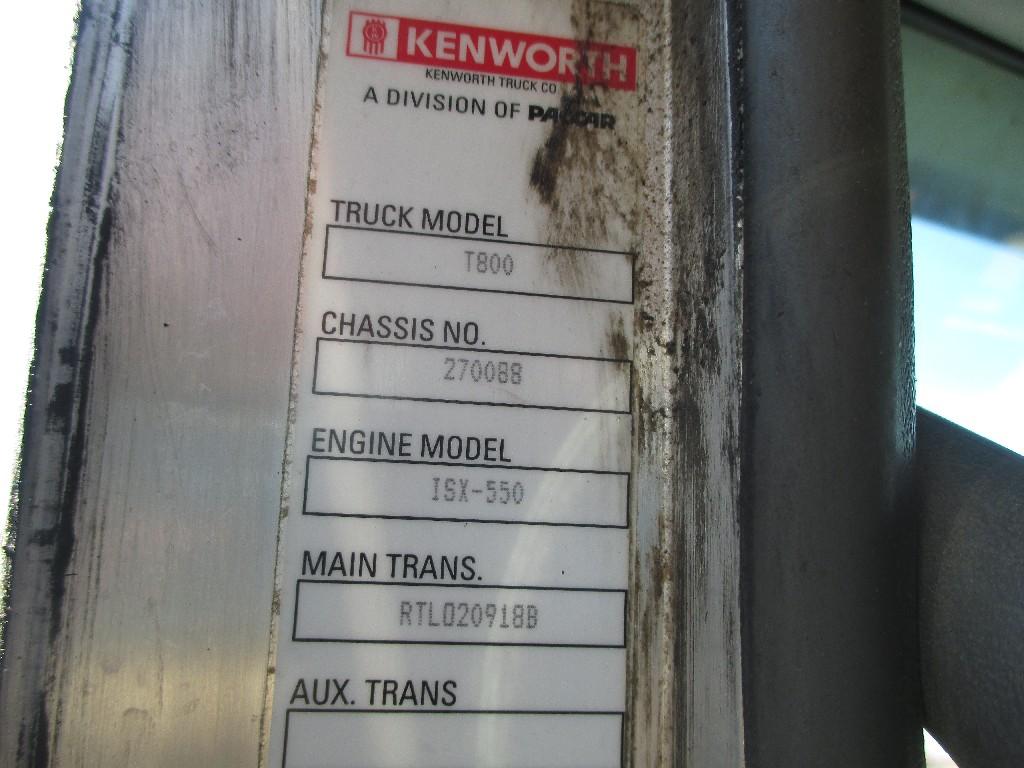 KENWORTH
KENWORTH TRUCK CO
A DIVISION OF PACCAR
TRUCK MODEL
T800
CHASSIS NO.
270088
ENGINE MODEL
ISX-550
MAIN TRANS.
RTLO20918B
AUX. TRANS